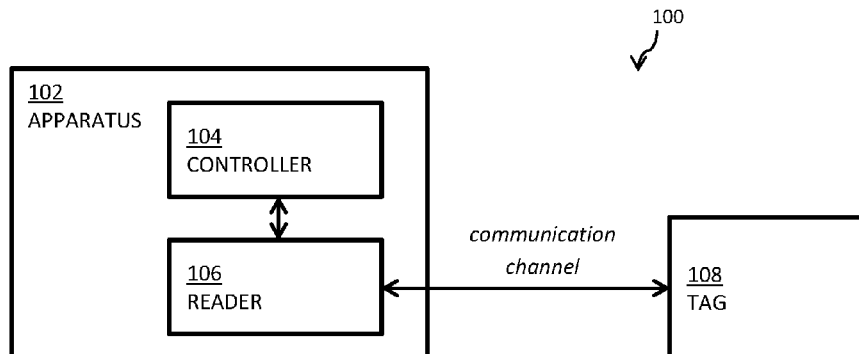 100
102
APPARATUS
104
CONTROLLER
106
READER
communication
channel
108
TAG